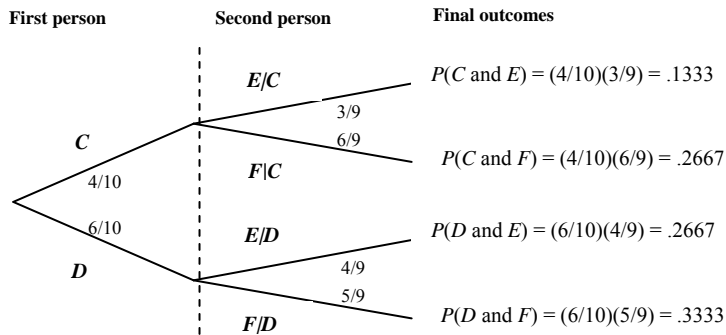 First person Second person Final outcomes
E/C P(C and E) = (4/10)(3/9) = .1333
3/9
C 6/9
4/10 F|C P(C and F) = (4/10)(6/9) = .2667
6/10 E/D P(D and E) = (6/10)(4/9) = .2667
D 4/9
5/9
F/D P(D and F) = (6/10)(5/9) = .3333